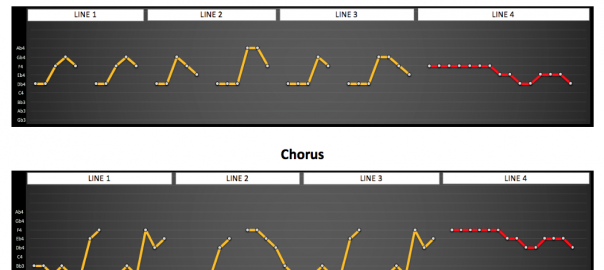 LINE 1 LINE 2 LINE 3 LINE 4
Ab4
Gb4
F4
Eb4
Db4
C4
Bb3
Ab3
Gb3
Chorus
LINE 1 LINE 2 LINE 3 LINE 4
Ab4
Gb4
F4
Eb4
Db4
C4
Bb3